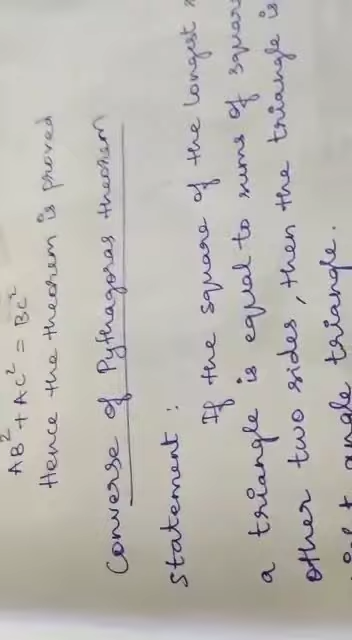 AB² + AC² = BC²
Hence the theorem is proved
Converse of Pythagoras theorem
Statement :
If the square of the longest
a triangle is equal to sums of square
other two sides, then the triangle is
angle triangle.